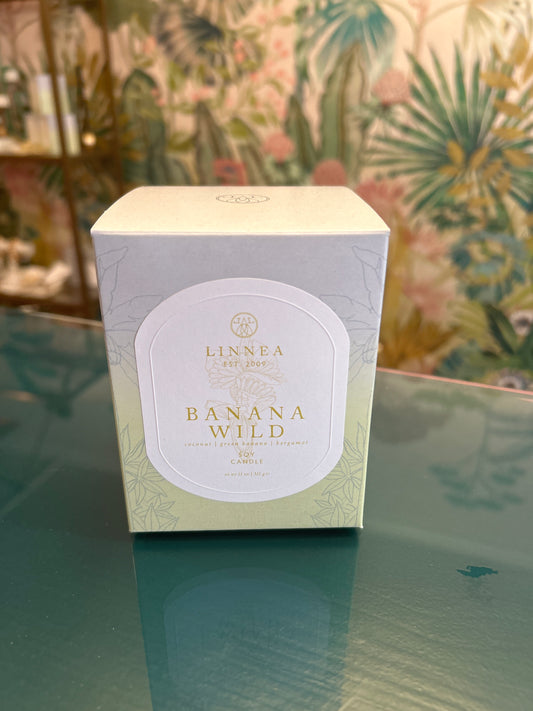 LINNEA
EST. 2009
BANANA
WILD
coconut | green banana | bergamot
SOY
CANDLE